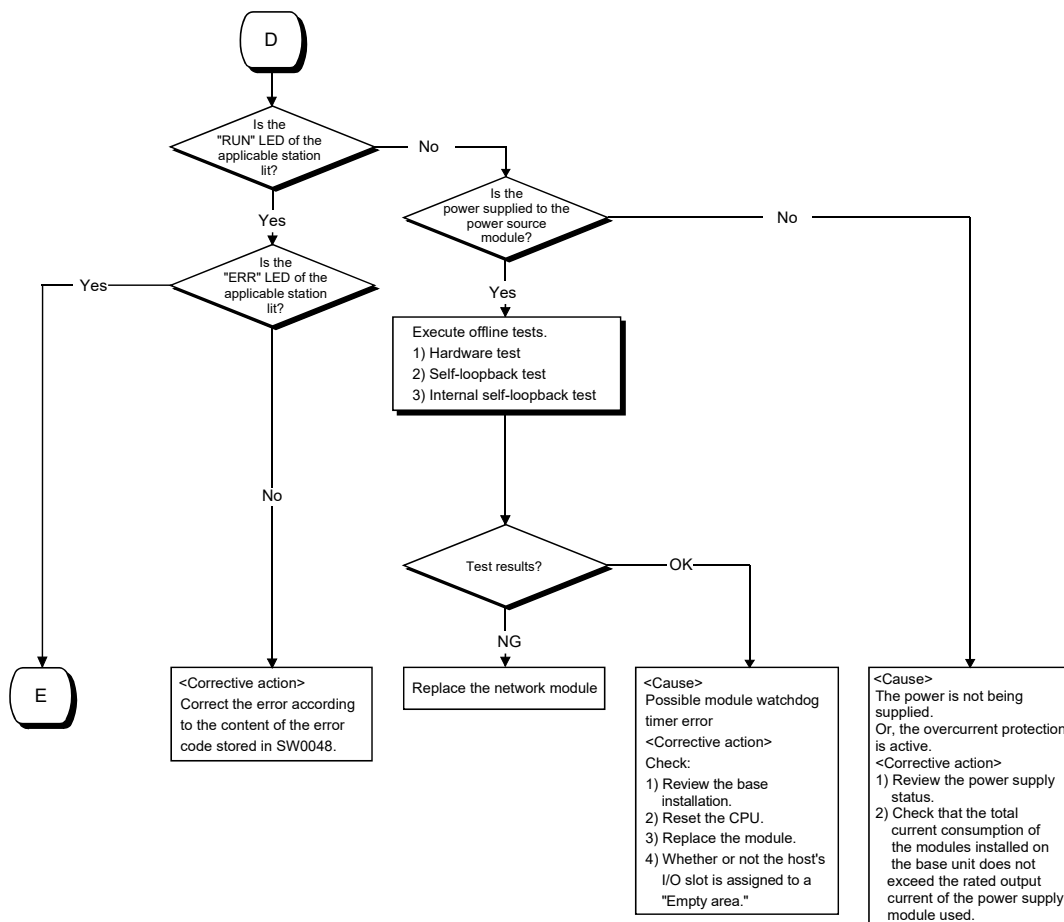 D
Is the
"RUN" LED of the
applicable station
lit?
No
Yes
Is the
power supplied to the
power source
module?
No
Yes
Is the
"ERR" LED of the
applicable station
lit?
Yes
No
Execute offline tests.
1) Hardware test
2) Self-loopback test
3) Internal self-loopback test
Test results?
OK
NG
E
<Corrective action>
Correct the error according
to the content of the error
code stored in SW0048.
Replace the network module
<Cause>
Possible module watchdog
timer error
<Corrective action>
Check:
1) Review the base
installation.
2) Reset the CPU.
3) Replace the module.
4) Whether or not the host's
I/O slot is assigned to a
"Empty area."
<Cause>
The power is not being
supplied.
Or, the overcurrent protection
is active.
<Corrective action>
1) Review the power supply
status.
2) Check that the total
current consumption of
the modules installed on
the base unit does not
exceed the rated output
current of the power supply
module used.